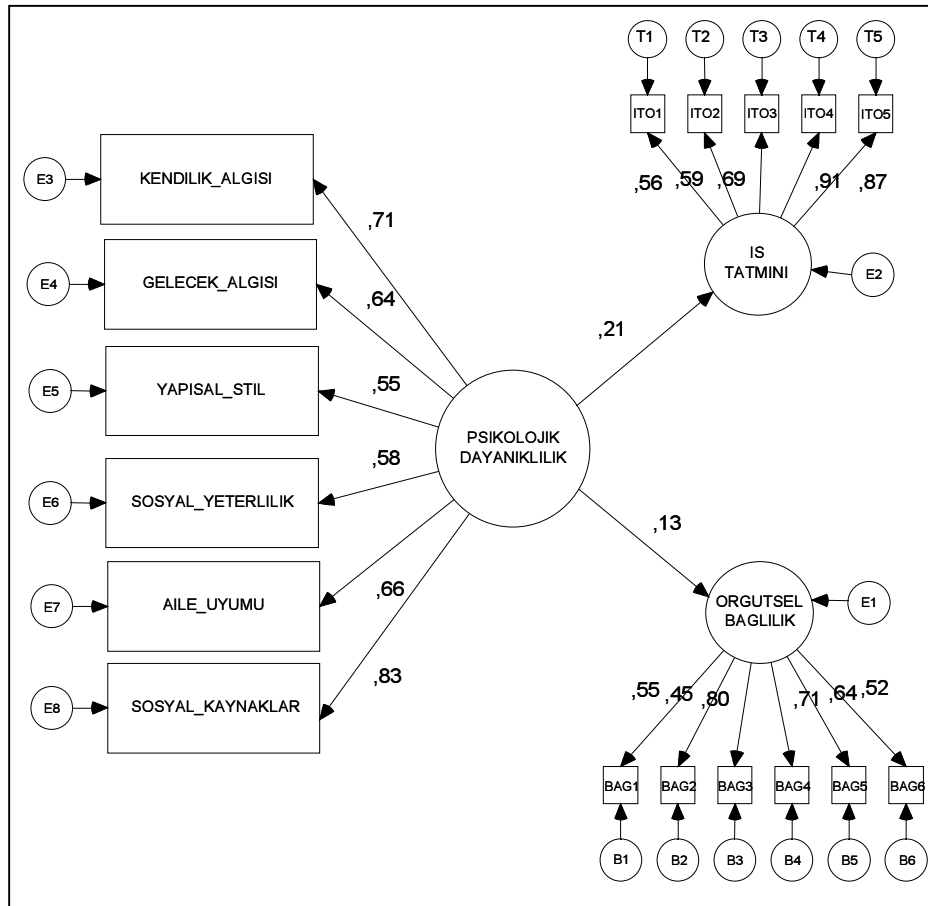 T1 T2 T3 T4 T5
ITO1 ITO2 ITO3 ITO4 ITO5
,56 ,59 ,69 ,91 ,87
IS
TATMINI
E2
E3
KENDILIK_ALGISI
,71
E4
GELECEK_ALGISI
,64
,21
E5
YAPISAL_STIL
,55
PSIKOLOJIK
DAYANIKLILIK
E6
SOSYAL_YETERLILIK
,58
,13
E7
AILE_UYUMU
,66
E8
SOSYAL_KAYNAKLAR
,83
ORGUTSEL
BAGLILIK
E1
,55 ,45 ,80 ,71 ,64 ,52
BAG1 BAG2 BAG3 BAG4 BAG5 BAG6
B1 B2 B3 B4 B5 B6